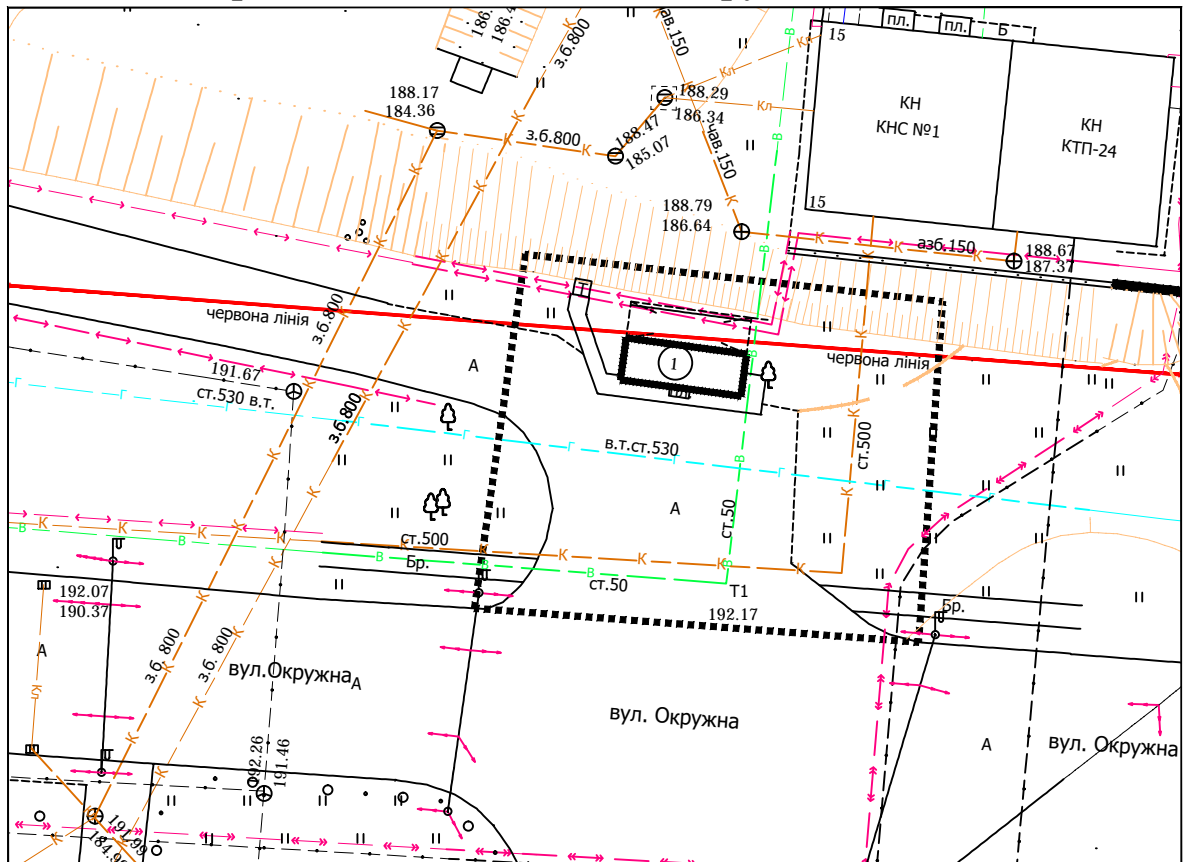 пл.
пл.
Б
15
чав.150
з.б.800
188.17
184.36
188.29
186.34
Кл
Кл
КН
КНС №1
КН
КТП-24
з.б.800
188.47
185.07
чав.150
15
188.79
186.64
азб.150
188.67
187.37
Т
червона лінія
з.б.800
червона лінія
1
191.67
А
ст.530 в.т.
з.б.800
в.т.ст.530
ст.500
А
ст.50
ст.500
Бр.
ст.50
Т1
192.17
Бр.
192.07
190.37
А
з.б. 800
з.б. 800
Кл
вул.Окружна
А
вул. Окружна
А
вул. Окружна
192.26
191.46
191.99